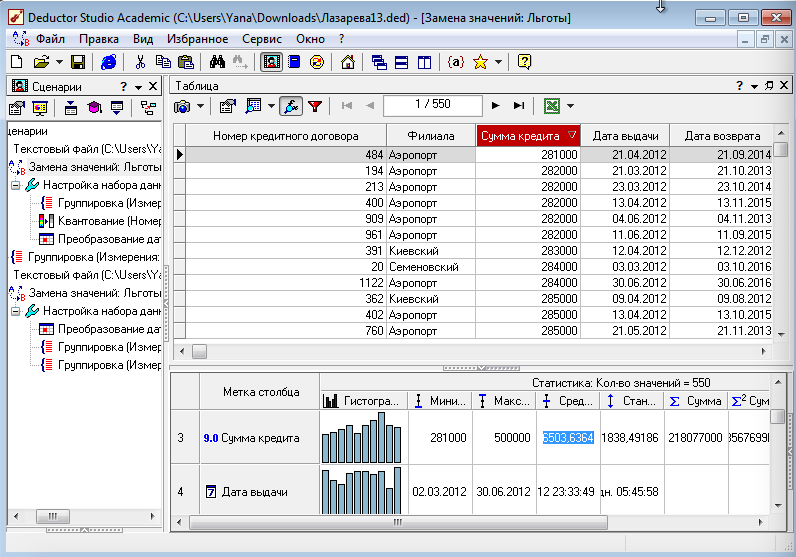 Deductor Studio Academic (C:\Users\Yana\Downloads\Лазарева13.ded) - [Замена значений: Льготы]
Файл Правка Вид Избранное Сервис Окно ?
Сценарии ?
Таблица ?
1 / 550
ценарии
Текстовый файл (C:\Users\Ya
Замена значений: Льготы
Настройка набора данн
Группировка (Измер
Квантование (Номер
Преобразование дат
Группировка (Измерения:
Текстовый файл (C:\Users\Ya
Замена значений: Льготы
Настройка набора данн
Преобразование дат
Группировка (Измер
Группировка (Измер
Номер кредитного договора Филиала Сумма кредита Дата выдачи Дата возврата
484 Аэропорт 281000 21.04.2012 21.09.2014
194 Аэропорт 282000 21.03.2012 21.10.2013
213 Аэропорт 282000 23.03.2012 23.10.2014
400 Аэропорт 282000 13.04.2012 13.11.2015
909 Аэропорт 282000 04.06.2012 04.11.2013
961 Аэропорт 282000 11.06.2012 11.09.2015
391 Киевский 283000 12.04.2012 12.12.2012
20 Семеновский 284000 03.03.2012 03.10.2016
1122 Аэропорт 284000 30.06.2012 30.06.2016
362 Киевский 285000 09.04.2012 09.08.2012
402 Аэропорт 285000 13.04.2012 13.10.2015
760 Аэропорт 285000 21.05.2012 21.11.2013
Метка столбца
Статистика: Кол-во значений = 550
Гистогра... Мини... Макс... Сред... Стан... Σ Сумма Σ² Сум
3 9.0 Сумма кредита 281000 500000 6503,6364 1838,49186 218077000 3567699
4 7 Дата выдачи 02.03.2012 30.06.2012 12 23:33:49 дн. 05:45:58